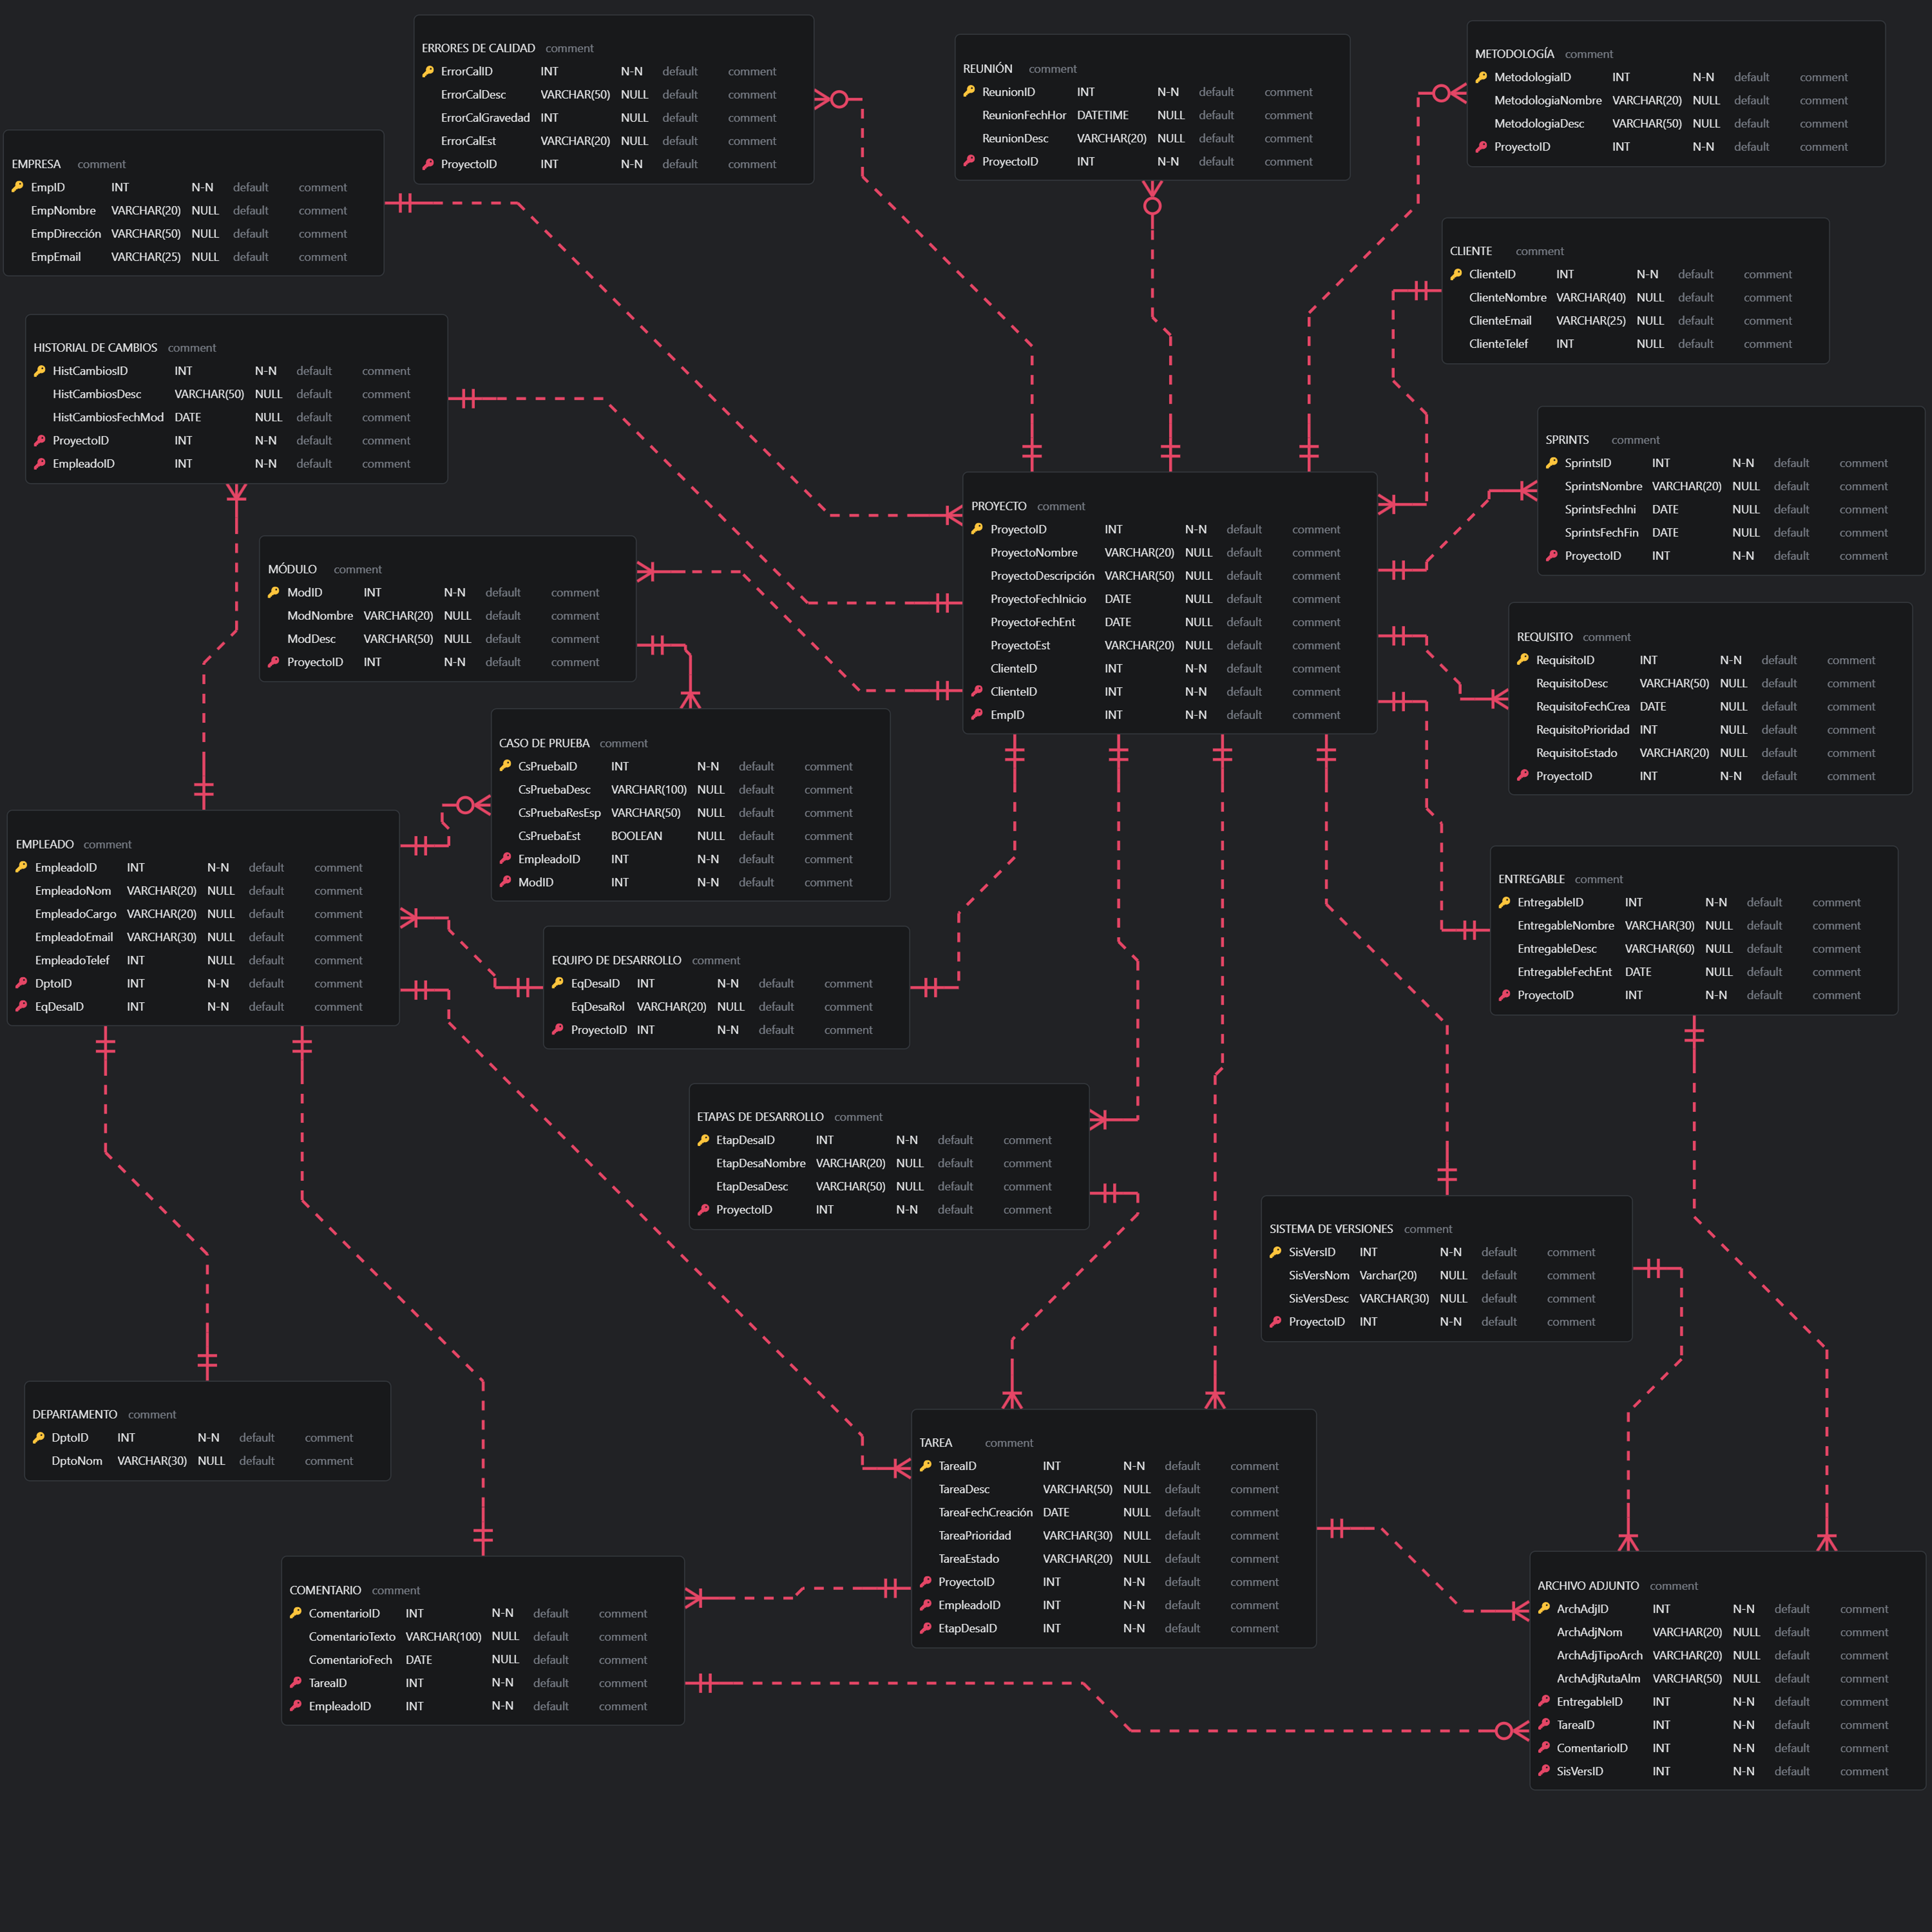 ERRORES DE CALIDAD comment
ErrorCalID INT N-N default comment
ErrorCalDesc VARCHAR(50) NULL default comment
ErrorCalGravedad INT NULL default comment
ErrorCalEst VARCHAR(20) NULL default comment
ProyectoID INT N-N default comment
REUNIÓN comment
ReunionID INT N-N default comment
ReunionFechHor DATETIME NULL default comment
ReunionDesc VARCHAR(20) NULL default comment
ProyectoID INT N-N default comment
METODOLOGÍA comment
MetodologiaID INT N-N default comment
MetodologiaNombre VARCHAR(20) NULL default comment
MetodologiaDesc VARCHAR(50) NULL default comment
ProyectoID INT N-N default comment
EMPRESA comment
EmpID INT N-N default comment
EmpNombre VARCHAR(20) NULL default comment
EmpDirección VARCHAR(50) NULL default comment
EmpEmail VARCHAR(25) NULL default comment
CLIENTE comment
ClienteID INT N-N default comment
ClienteNombre VARCHAR(40) NULL default comment
ClienteEmail VARCHAR(25) NULL default comment
ClienteTelef INT NULL default comment
HISTORIAL DE CAMBIOS comment
HistCambiosID INT N-N default comment
HistCambiosDesc VARCHAR(50) NULL default comment
HistCambiosFechMod DATE NULL default comment
ProyectoID INT N-N default comment
EmpleadoID INT N-N default comment
SPRINTS comment
SprintsID INT N-N default comment
SprintsNombre VARCHAR(20) NULL default comment
SprintsFechIni DATE NULL default comment
SprintsFechFin DATE NULL default comment
ProyectoID INT N-N default comment
PROYECTO comment
ProyectoID INT N-N default comment
ProyectoNombre VARCHAR(20) NULL default comment
ProyectoDescripción VARCHAR(50) NULL default comment
ProyectoFechInicio DATE NULL default comment
ProyectoFechEnt DATE NULL default comment
ProyectoEst VARCHAR(20) NULL default comment
ClienteID INT N-N default comment
ClienteID INT N-N default comment
EmpID INT N-N default comment
MÓDULO comment
ModID INT N-N default comment
ModNombre VARCHAR(20) NULL default comment
ModDesc VARCHAR(50) NULL default comment
ProyectoID INT N-N default comment
REQUISITO comment
RequisitoID INT N-N default comment
RequisitoDesc VARCHAR(50) NULL default comment
RequisitoFechCrea DATE NULL default comment
RequisitoPrioridad INT NULL default comment
RequisitoEstado VARCHAR(20) NULL default comment
ProyectoID INT N-N default comment
CASO DE PRUEBA comment
CsPruebaID INT N-N default comment
CsPruebaDesc VARCHAR(100) NULL default comment
CsPruebaResEsp VARCHAR(50) NULL default comment
CsPruebaEst BOOLEAN NULL default comment
EmpleadoID INT N-N default comment
ModID INT N-N default comment
EMPLEADO comment
EmpleadoID INT N-N default comment
EmpleadoNom VARCHAR(20) NULL default comment
EmpleadoCargo VARCHAR(20) NULL default comment
EmpleadoEmail VARCHAR(30) NULL default comment
EmpleadoTelef INT NULL default comment
DptoID INT N-N default comment
EqDesaID INT N-N default comment
ENTREGABLE comment
EntregableID INT N-N default comment
EntregableNombre VARCHAR(30) NULL default comment
EntregableDesc VARCHAR(60) NULL default comment
EntregableFechEnt DATE NULL default comment
ProyectoID INT N-N default comment
EQUIPO DE DESARROLLO comment
EqDesaID INT N-N default comment
EqDesaRol VARCHAR(20) NULL default comment
ProyectoID INT N-N default comment
ETAPAS DE DESARROLLO comment
EtapDesaID INT N-N default comment
EtapDesaNombre VARCHAR(20) NULL default comment
EtapDesaDesc VARCHAR(50) NULL default comment
ProyectoID INT N-N default comment
SISTEMA DE VERSIONES comment
SisVersID INT N-N default comment
SisVersNom Varchar(20) NULL default comment
SisVersDesc VARCHAR(30) NULL default comment
ProyectoID INT N-N default comment
DEPARTAMENTO comment
DptoID INT N-N default comment
DptoNom VARCHAR(30) NULL default comment
TAREA comment
TareaID INT N-N default comment
TareaDesc VARCHAR(50) NULL default comment
TareaFechCreación DATE NULL default comment
TareaPrioridad VARCHAR(30) NULL default comment
TareaEstado VARCHAR(20) NULL default comment
ProyectoID INT N-N default comment
EmpleadoID INT N-N default comment
EtapDesaID INT N-N default comment
COMENTARIO comment
ComentarioID INT N-N default comment
ComentarioTexto VARCHAR(100) NULL default comment
ComentarioFech DATE NULL default comment
TareaID INT N-N default comment
EmpleadoID INT N-N default comment
ARCHIVO ADJUNTO comment
ArchAdjID INT N-N default comment
ArchAdjNom VARCHAR(20) NULL default comment
ArchAdjTipoArch VARCHAR(20) NULL default comment
ArchAdjRutaAlm VARCHAR(50) NULL default comment
EntregableID INT N-N default comment
TareaID INT N-N default comment
ComentarioID INT N-N default comment
SisVersID INT N-N default comment